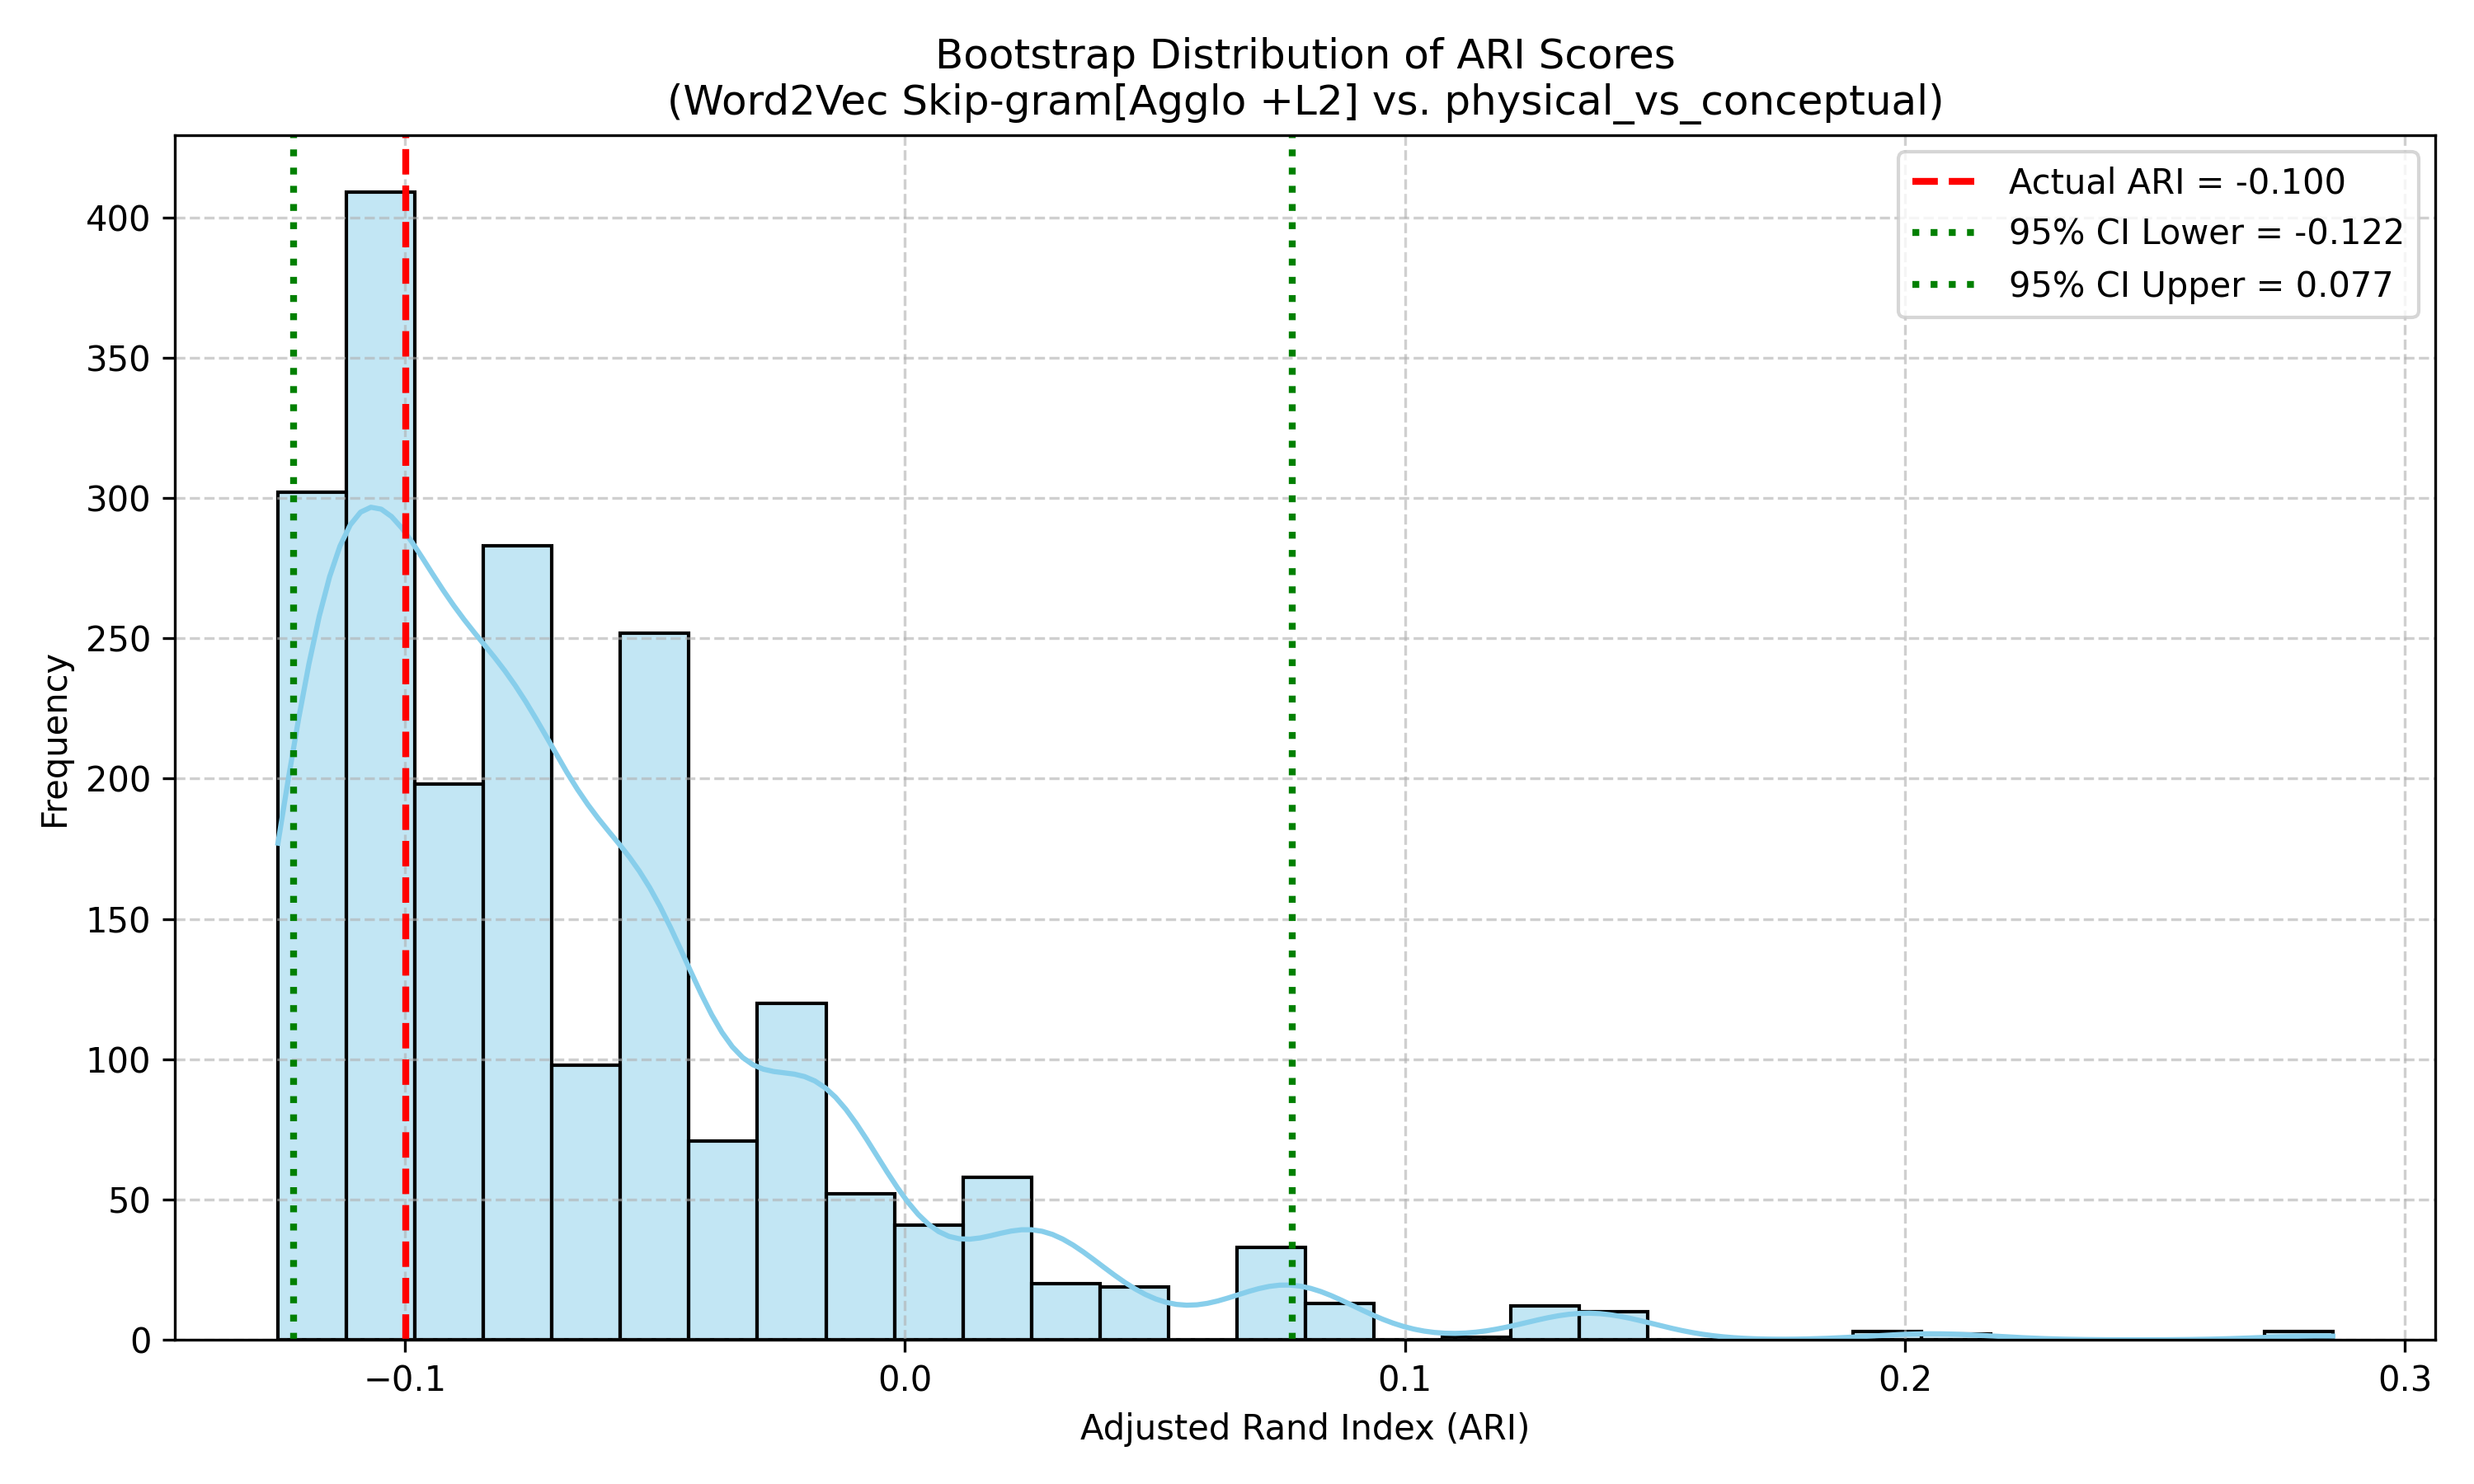 Bootstrap Distribution of ARI Scores
(Word2Vec Skip-gram[Agglo +L2] vs. physical_vs_conceptual)
Actual ARI = -0.100
95% CI Lower = -0.122
95% CI Upper = 0.077
Frequency
400
350
300
250
200
150
100
50
0
−0.1
0.0
0.1
0.2
0.3
Adjusted Rand Index (ARI)